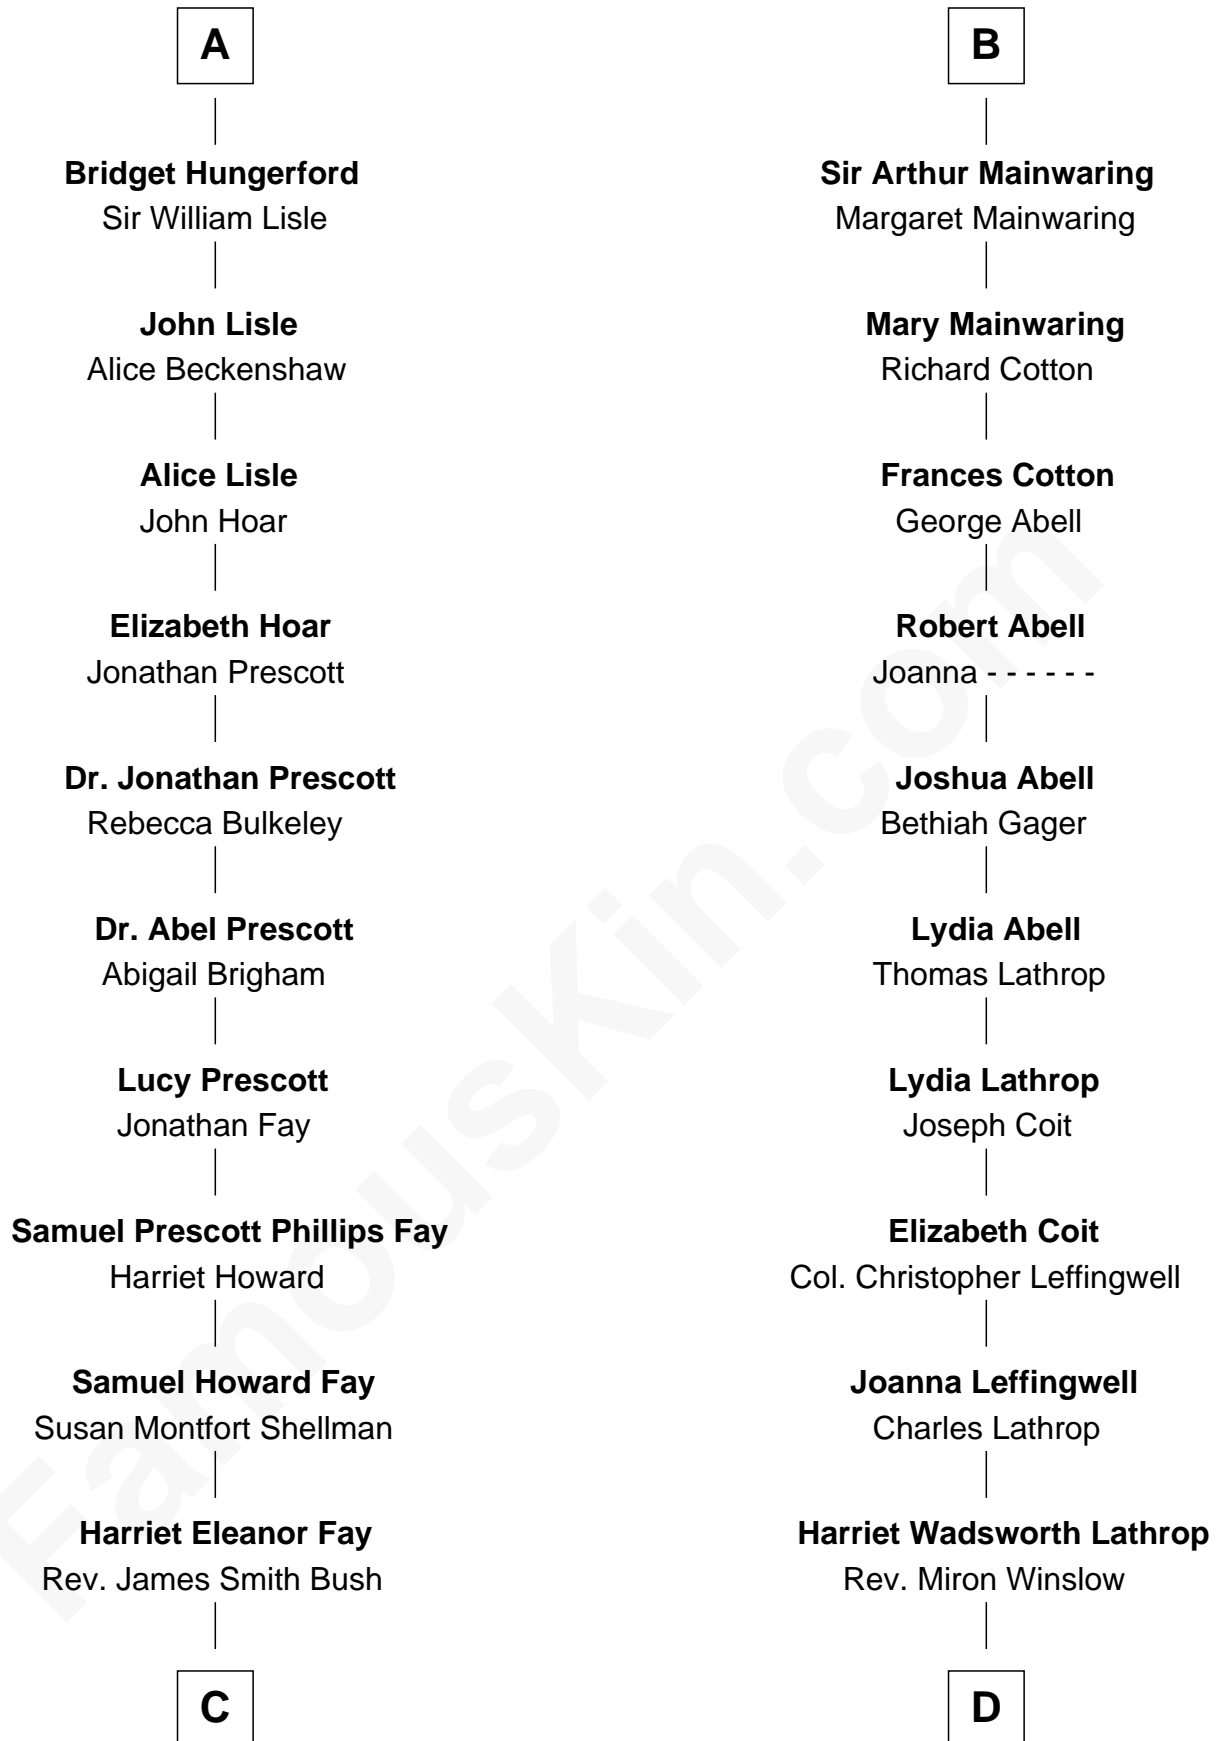 A
Bridget Hungerford
Sir William Lisle
John Lisle
Alice Beckenshaw
Alice Lisle
John Hoar
Elizabeth Hoar
Jonathan Prescott
Dr. Jonathan Prescott
Rebecca Bulkeley
Dr. Abel Prescott
Abigail Brigham
Lucy Prescott
Jonathan Fay
Samuel Prescott Phillips Fay
Harriet Howard
Samuel Howard Fay
Susan Montfort Shellman
Harriet Eleanor Fay
Rev. James Smith Bush
C
B
Sir Arthur Mainwaring
Margaret Mainwaring
Mary Mainwaring
Richard Cotton
Frances Cotton
George Abell
Robert Abell
Joanna - - - - - -
Joshua Abell
Bethiah Gager
Lydia Abell
Thomas Lathrop
Lydia Lathrop
Joseph Coit
Elizabeth Coit
Col. Christopher Leffingwell
Joanna Leffingwell
Charles Lathrop
Harriet Wadsworth Lathrop
Rev. Miron Winslow
D
FamousKin.com